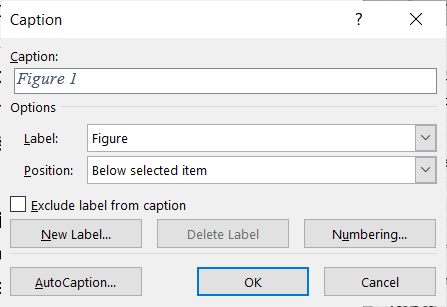 Caption ?
Caption:
Figure 1
Options
Label: Figure
Position: Below selected item
Exclude label from caption
New Label... Delete Label Numbering...
AutoCaption... OK Cancel